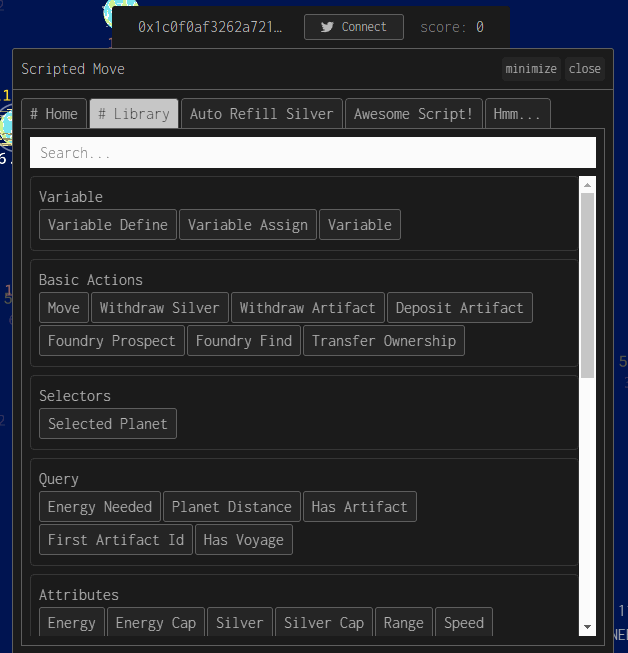 0x1c0f0af3262a721… Connect score: 0
Scripted Move minimize close
# Home # Library Auto Refill Silver Awesome Script! Hmm...
Search...
Variable
Variable Define Variable Assign Variable
Basic Actions
Move Withdraw Silver Withdraw Artifact Deposit Artifact
Foundry Prospect Foundry Find Transfer Ownership
Selectors
Selected Planet
Query
Energy Needed Planet Distance Has Artifact
First Artifact Id Has Voyage
Attributes
Energy Energy Cap Silver Silver Cap Range Speed